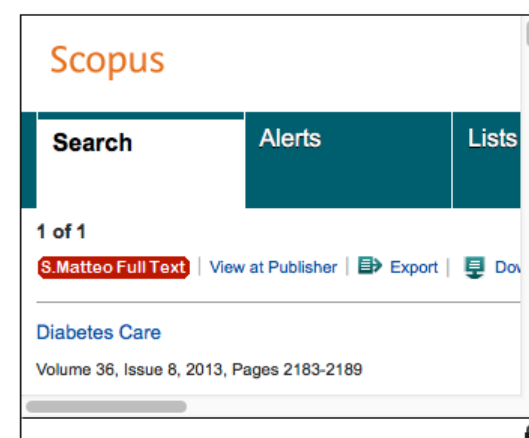 Scopus
Search Alerts Lists
1 of 1
S.Matteo Full Text | View at Publisher | Export |
Diabetes Care
Volume 36, Issue 8, 2013, Pages 2183-2189